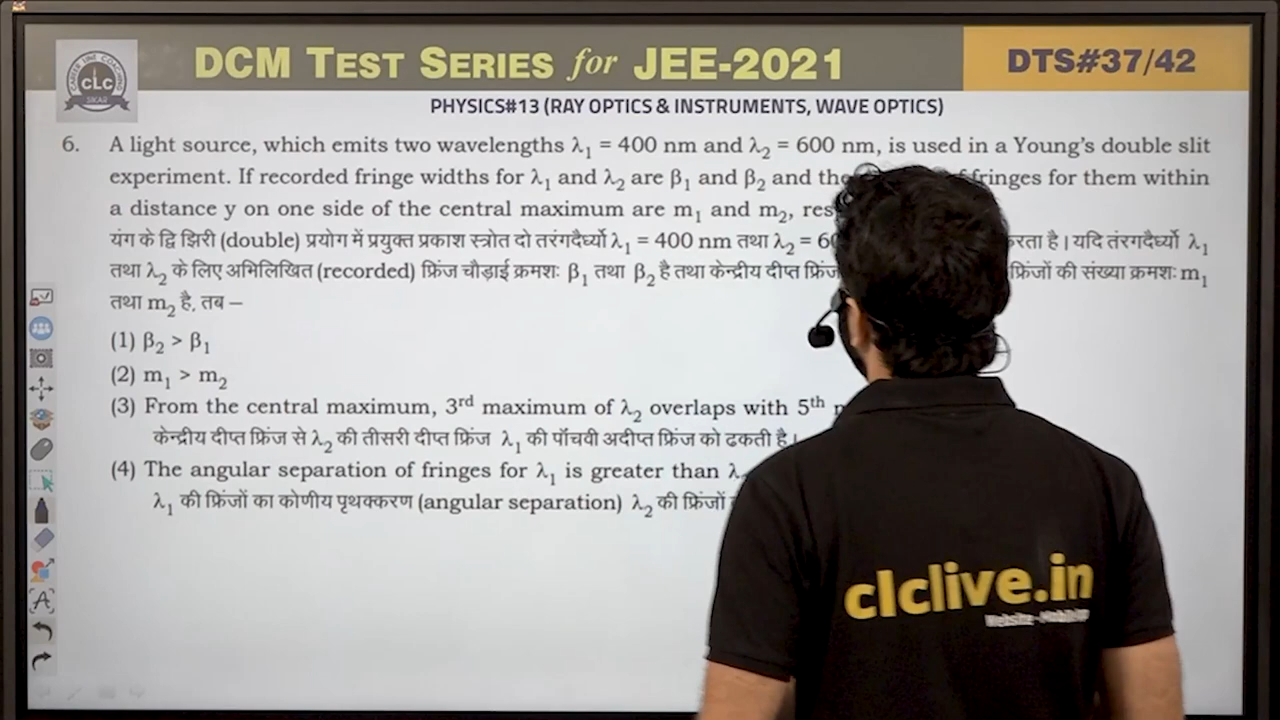 CLC
SIKAR
DCM TEST SERIES for JEE-2021
DTS#37/42
PHYSICS#13 (RAY OPTICS & INSTRUMENTS, WAVE OPTICS)
6. A light source, which emits two wavelengths λ₁ = 400 nm and λ₂ = 600 nm, is used in a Young's double slit
experiment. If recorded fringe widths for λ₁ and λ₂ are β₁ and β₂ and the fringes for them within
a distance y on one side of the central maximum are m₁ and m₂, res
यंग के द्वि झिरी (double) प्रयोग में प्रयुक्त प्रकाश स्त्रोत दो तरंगदैर्ध्यो λ₁ = 400 nm तथा λ₂ = 60 करता है। यदि तंरगदैर्ध्यो λ₁
तथा λ₂ के लिए अभिलिखित (recorded) फ्रिंज चौड़ाई क्रमशः β₁ तथा β₂ है तथा केन्द्रीय दीप्त फ्रिंज फ्रिंजों की संख्या क्रमशः m₁
तथा m₂ है, तब –
(1) β₂ > β₁
(2) m₁ > m₂
(3) From the central maximum, 3rd maximum of λ₂ overlaps with 5th
केन्द्रीय दीप्त फ्रिंज से λ₂ की तीसरी दीप्त फ्रिंज λ₁ की पॉचवी अदीप्त फ्रिंज को ढकती है।
(4) The angular separation of fringes for λ₁ is greater than λ
λ₁ की फ्रिंजों का कोणीय पृथक्करण (angular separation) λ₂ की फ्रिंजों
clclive.in